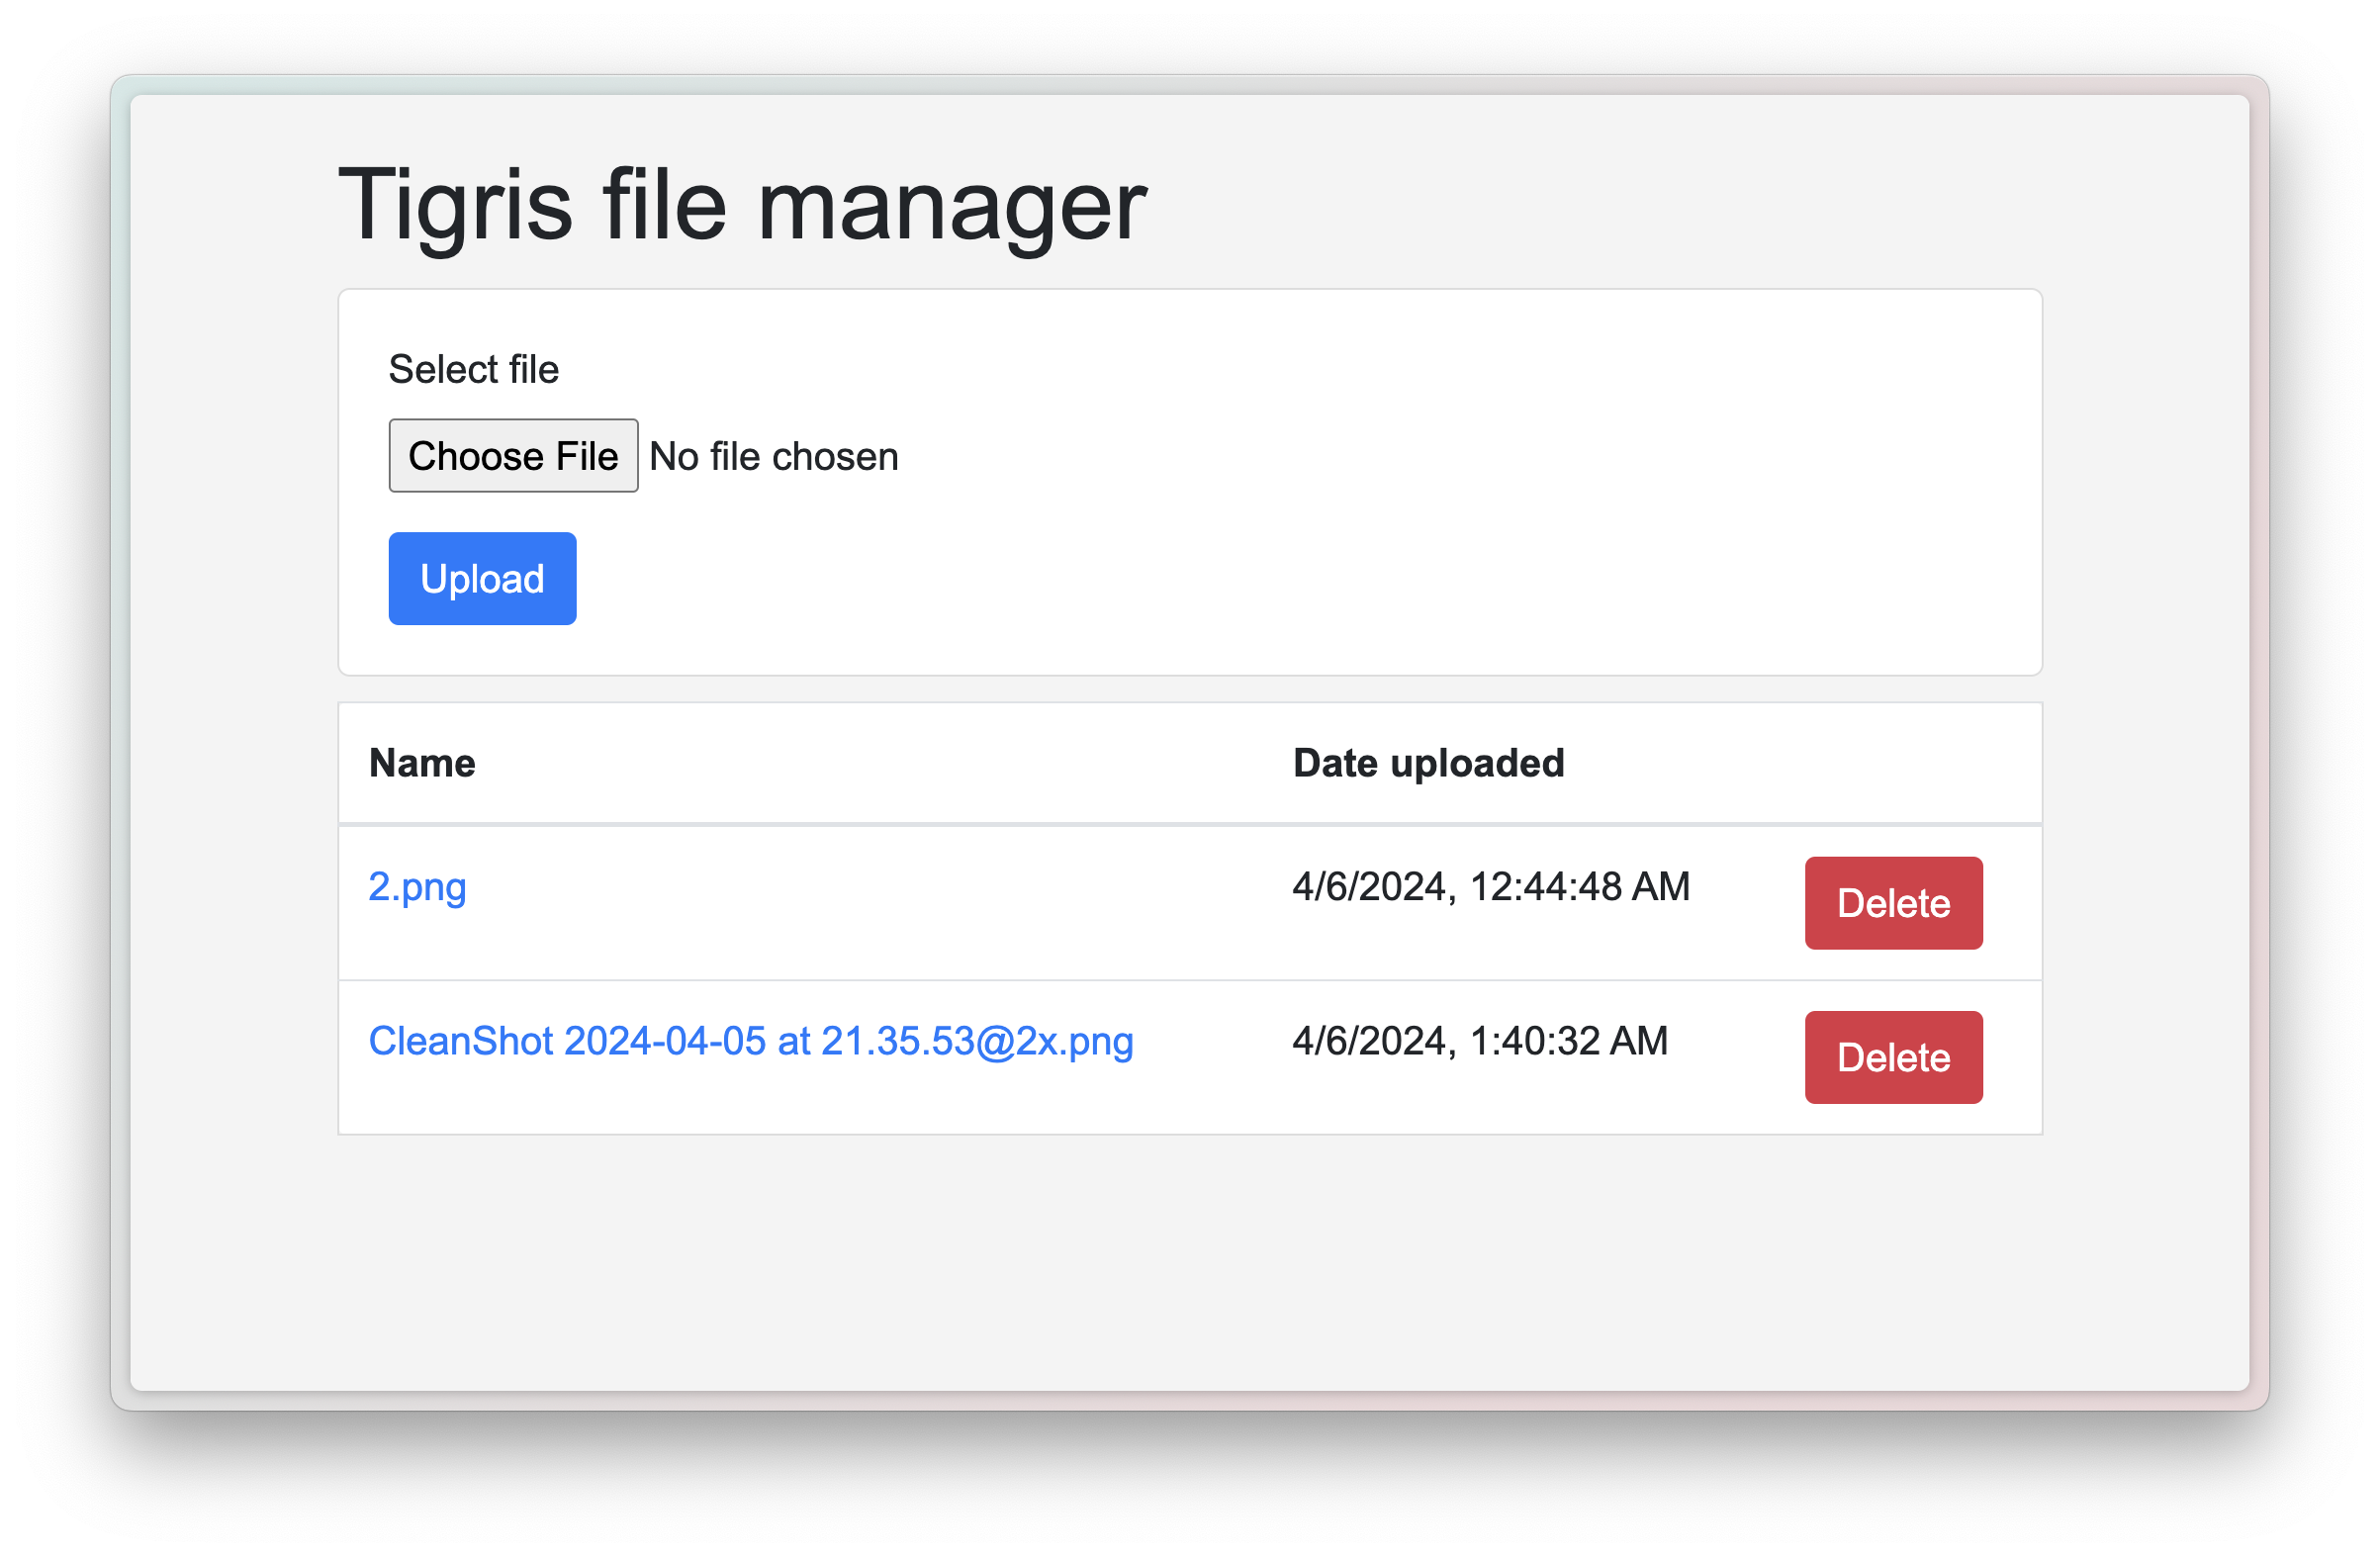 Tigris file manager
Select file
Choose File No file chosen
Upload
Name Date uploaded
2.png 4/6/2024, 12:44:48 AM Delete
CleanShot 2024-04-05 at 21.35.53@2x.png 4/6/2024, 1:40:32 AM Delete